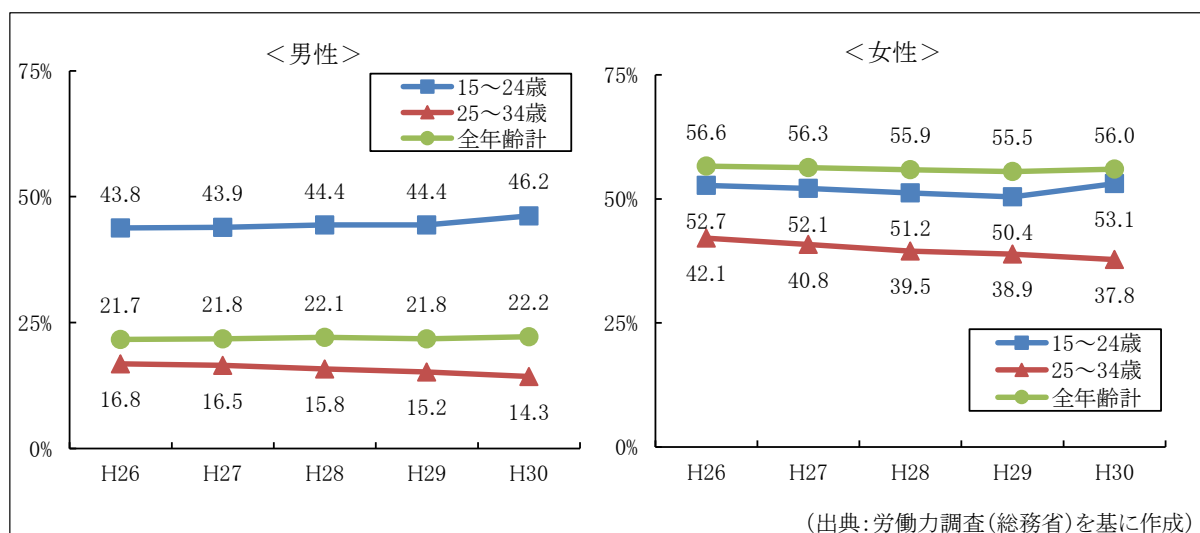 ＜男性＞
75%
50%
25%
0%
15～24歳
25～34歳
全年齢計
43.8 43.9 44.4 44.4 46.2
21.7 21.8 22.1 21.8 22.2
16.8 16.5 15.8 15.2 14.3
H26 H27 H28 H29 H30
＜女性＞
75%
50%
25%
0%
56.6 56.3 55.9 55.5 56.0
52.7 52.1 51.2 50.4 53.1
42.1 40.8 39.5 38.9 37.8
15～24歳
25～34歳
全年齢計
H26 H27 H28 H29 H30
（出典：労働力調査（総務省）を基に作成）